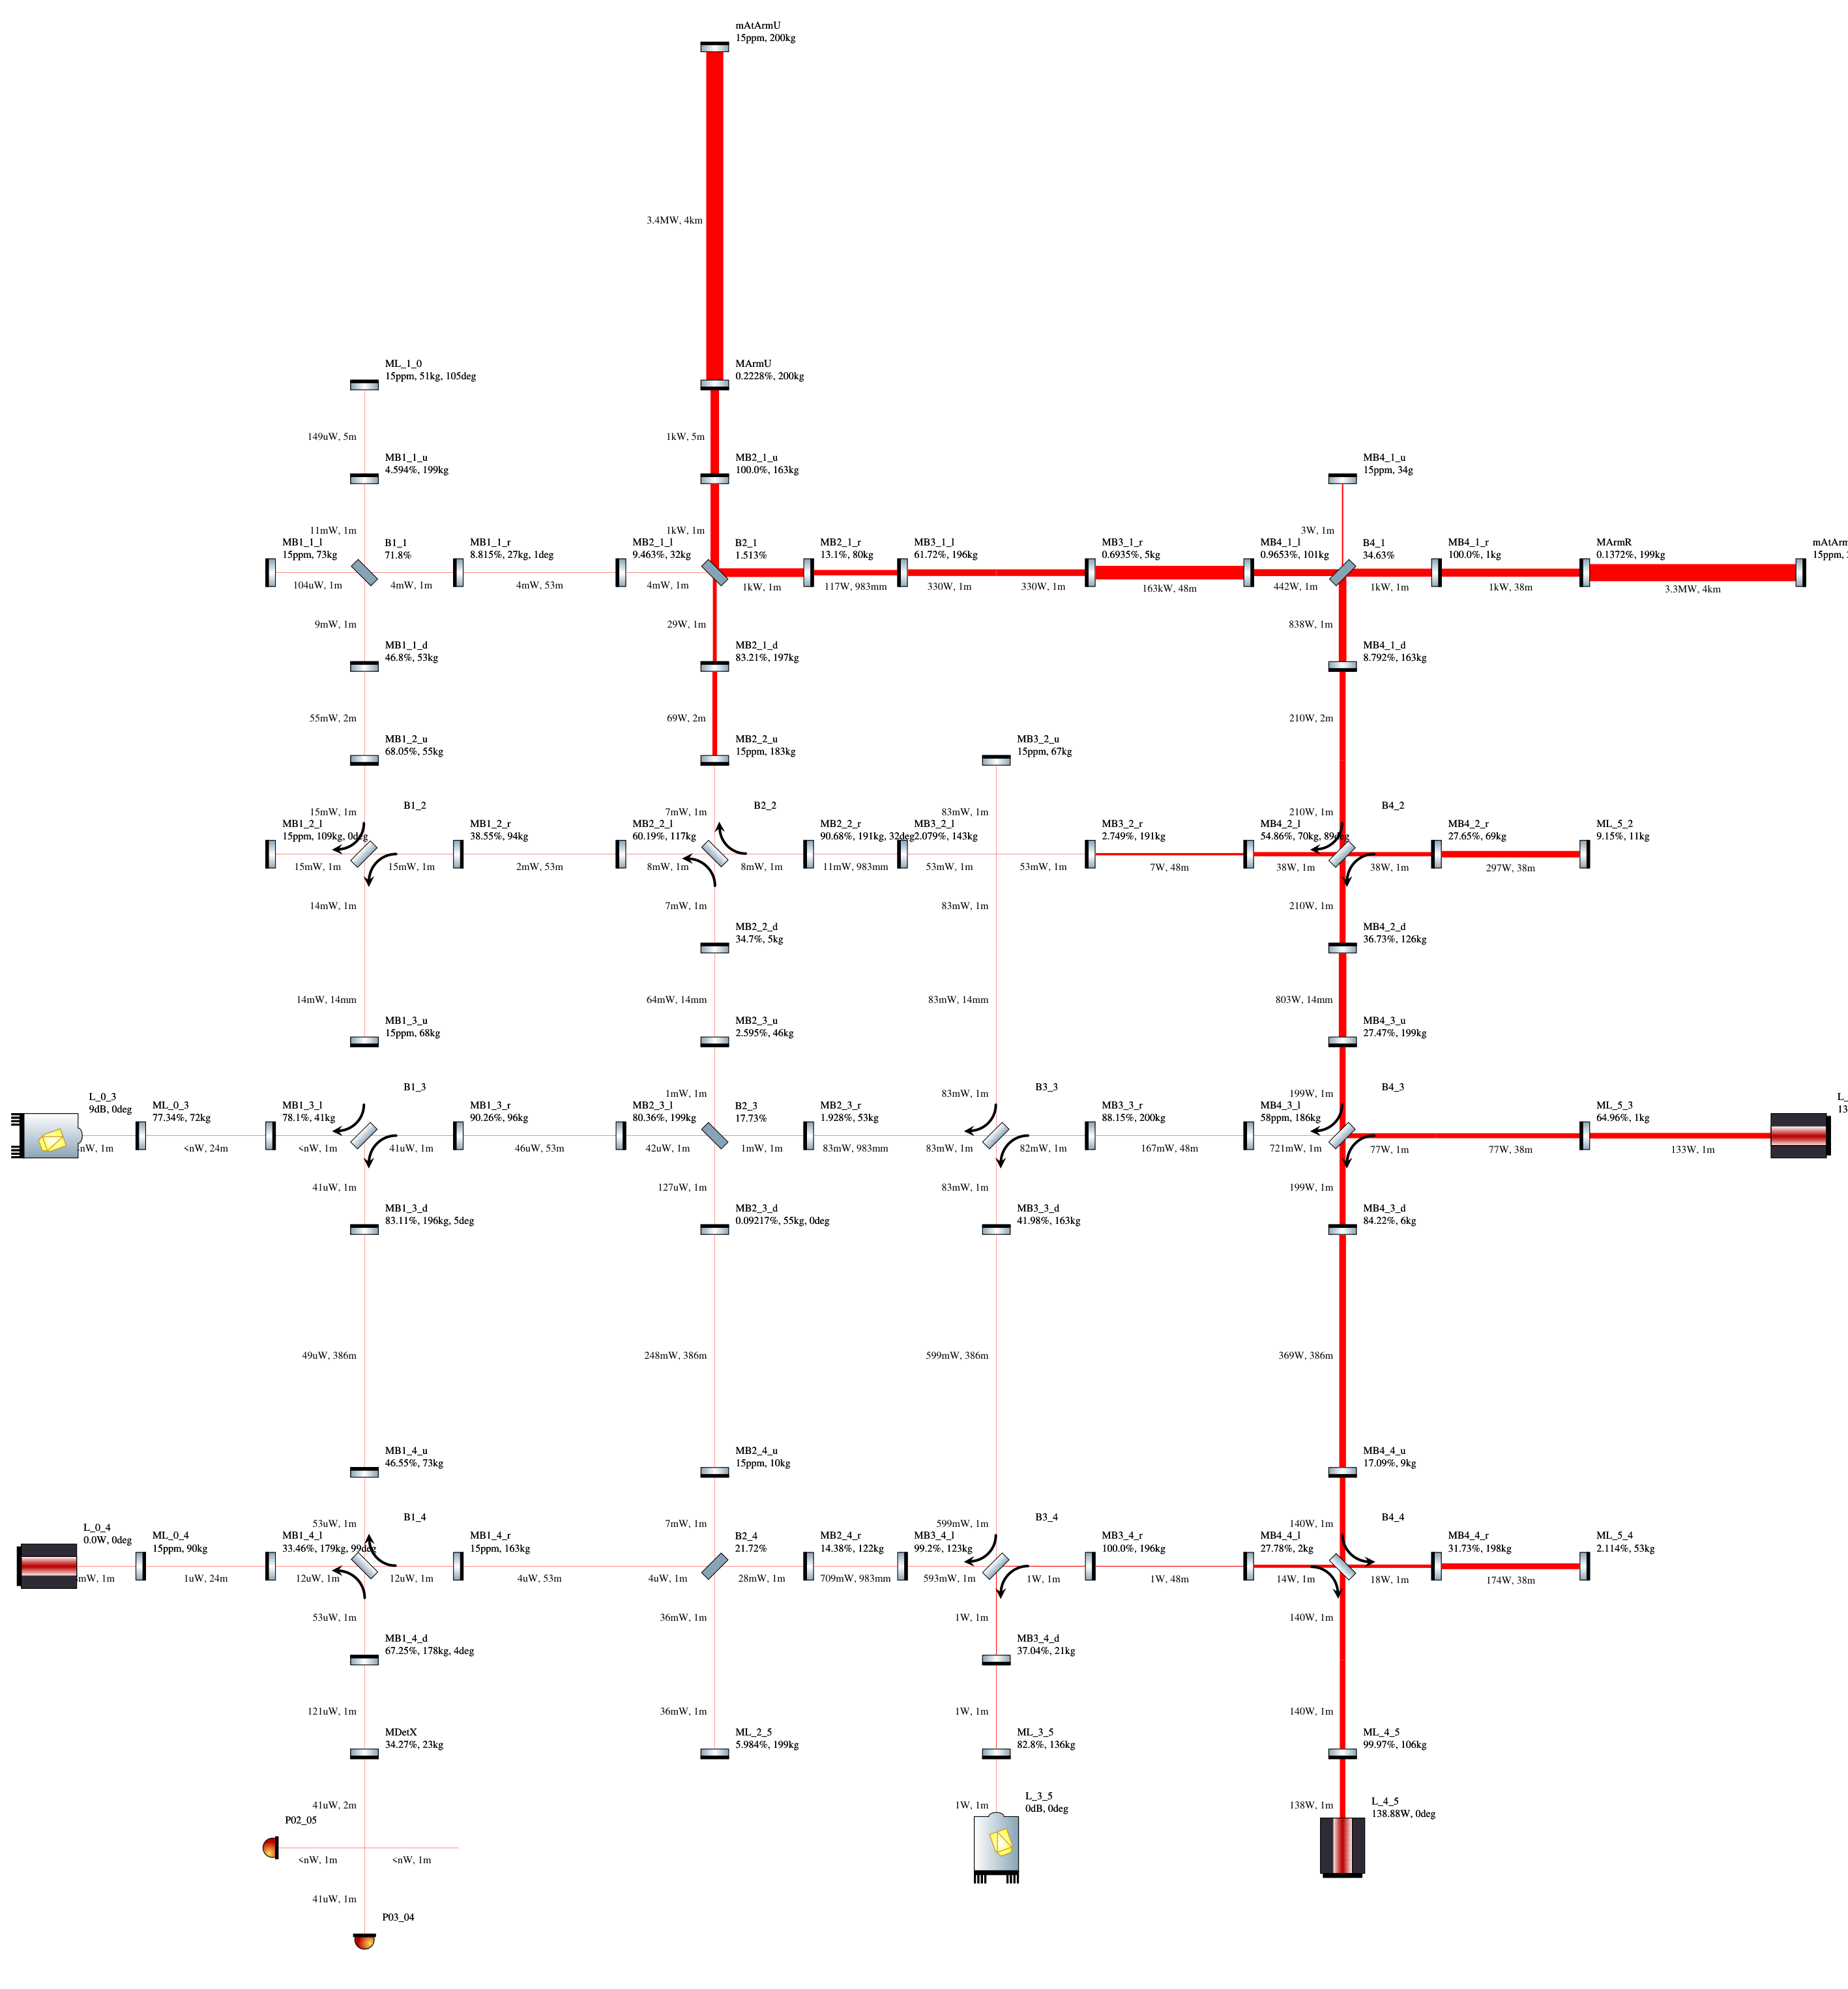 mAtArmU
15ppm, 200kg
3.4MW, 4km
ML_1_0
15ppm, 51kg, 105deg
MArmU
0.2228%, 200kg
149uW, 5m
1kW, 5m
MB1_1_u
4.594%, 199kg
MB2_1_u
100.0%, 163kg
MB4_1_u
15ppm, 34g
11mW, 1m
1kW, 1m
3W, 1m
MB1_1_l
15ppm, 73kg
B1_1
71.8%
MB1_1_r
8.815%, 27kg, 1deg
MB2_1_l
9.463%, 32kg
B2_1
1.513%
MB2_1_r
13.1%, 80kg
MB3_1_l
61.72%, 196kg
MB3_1_r
0.6935%, 5kg
MB4_1_l
0.9653%, 101kg
B4_1
34.63%
MB4_1_r
100.0%, 1kg
MArmR
0.1372%, 199kg
mAtArm
15ppm,
104uW, 1m
4mW, 1m
4mW, 53m
4mW, 1m
1kW, 1m
117W, 983mm
330W, 1m
330W, 1m
163kW, 48m
442W, 1m
1kW, 1m
1kW, 38m
3.3MW, 4km
9mW, 1m
29W, 1m
838W, 1m
MB1_1_d
46.8%, 53kg
MB2_1_d
83.21%, 197kg
MB4_1_d
8.792%, 163kg
55mW, 2m
69W, 2m
210W, 2m
MB1_2_u
68.05%, 55kg
MB2_2_u
15ppm, 183kg
MB3_2_u
15ppm, 67kg
B1_2
B2_2
B4_2
15mW, 1m
7mW, 1m
83mW, 1m
210W, 1m
MB1_2_l
15ppm, 109kg, 0deg
MB1_2_r
38.55%, 94kg
MB2_2_l
60.19%, 117kg
MB2_2_r
90.68%, 191kg, 32deg
MB3_2_l
2.079%, 143kg
MB3_2_r
2.749%, 191kg
MB4_2_l
54.86%, 70kg, 89deg
MB4_2_r
27.65%, 69kg
ML_5_2
9.15%, 11kg
15mW, 1m
15mW, 1m
2mW, 53m
8mW, 1m
8mW, 1m
11mW, 983mm
53mW, 1m
53mW, 1m
7W, 48m
38W, 1m
38W, 1m
297W, 38m
14mW, 1m
7mW, 1m
83mW, 1m
210W, 1m
MB2_2_d
34.7%, 5kg
MB4_2_d
36.73%, 126kg
14mW, 14mm
64mW, 14mm
83mW, 14mm
803W, 14mm
MB1_3_u
15ppm, 68kg
MB2_3_u
2.595%, 46kg
MB4_3_u
27.47%, 199kg
B1_3
B3_3
B4_3
1mW, 1m
83mW, 1m
199W, 1m
L_0_3
9dB, 0deg
ML_0_3
77.34%, 72kg
MB1_3_l
78.1%, 41kg
MB1_3_r
90.26%, 96kg
MB2_3_l
80.36%, 199kg
B2_3
17.73%
MB2_3_r
1.928%, 53kg
MB3_3_r
88.15%, 200kg
MB4_3_l
58ppm, 186kg
ML_5_3
64.96%, 1kg
L_
13
nW, 1m
<nW, 24m
<nW, 1m
41uW, 1m
46uW, 53m
42uW, 1m
1mW, 1m
83mW, 983mm
83mW, 1m
82mW, 1m
167mW, 48m
721mW, 1m
77W, 1m
77W, 38m
133W, 1m
41uW, 1m
127uW, 1m
83mW, 1m
199W, 1m
MB1_3_d
83.11%, 196kg, 5deg
MB2_3_d
0.09217%, 55kg, 0deg
MB3_3_d
41.98%, 163kg
MB4_3_d
84.22%, 6kg
49uW, 386m
248mW, 386m
599mW, 386m
369W, 386m
MB1_4_u
46.55%, 73kg
MB2_4_u
15ppm, 10kg
MB4_4_u
17.09%, 9kg
B1_4
B3_4
B4_4
53uW, 1m
7mW, 1m
599mW, 1m
140W, 1m
L_0_4
0.0W, 0deg
ML_0_4
15ppm, 90kg
MB1_4_l
33.46%, 179kg, 99deg
MB1_4_r
15ppm, 163kg
B2_4
21.72%
MB2_4_r
14.38%, 122kg
MB3_4_l
99.2%, 123kg
MB3_4_r
100.0%, 196kg
MB4_4_l
27.78%, 2kg
MB4_4_r
31.73%, 198kg
ML_5_4
2.114%, 53kg
mW, 1m
1uW, 24m
12uW, 1m
12uW, 1m
4uW, 53m
4uW, 1m
28mW, 1m
709mW, 983mm
593mW, 1m
1W, 1m
1W, 48m
14W, 1m
18W, 1m
174W, 38m
53uW, 1m
36mW, 1m
1W, 1m
140W, 1m
MB1_4_d
67.25%, 178kg, 4deg
MB3_4_d
37.04%, 21kg
121uW, 1m
36mW, 1m
1W, 1m
140W, 1m
MDetX
34.27%, 23kg
ML_2_5
5.984%, 199kg
ML_3_5
82.8%, 136kg
ML_4_5
99.97%, 106kg
41uW, 2m
1W, 1m
138W, 1m
L_3_5
0dB, 0deg
L_4_5
138.88W, 0deg
P02_05
<nW, 1m
<nW, 1m
41uW, 1m
P03_04